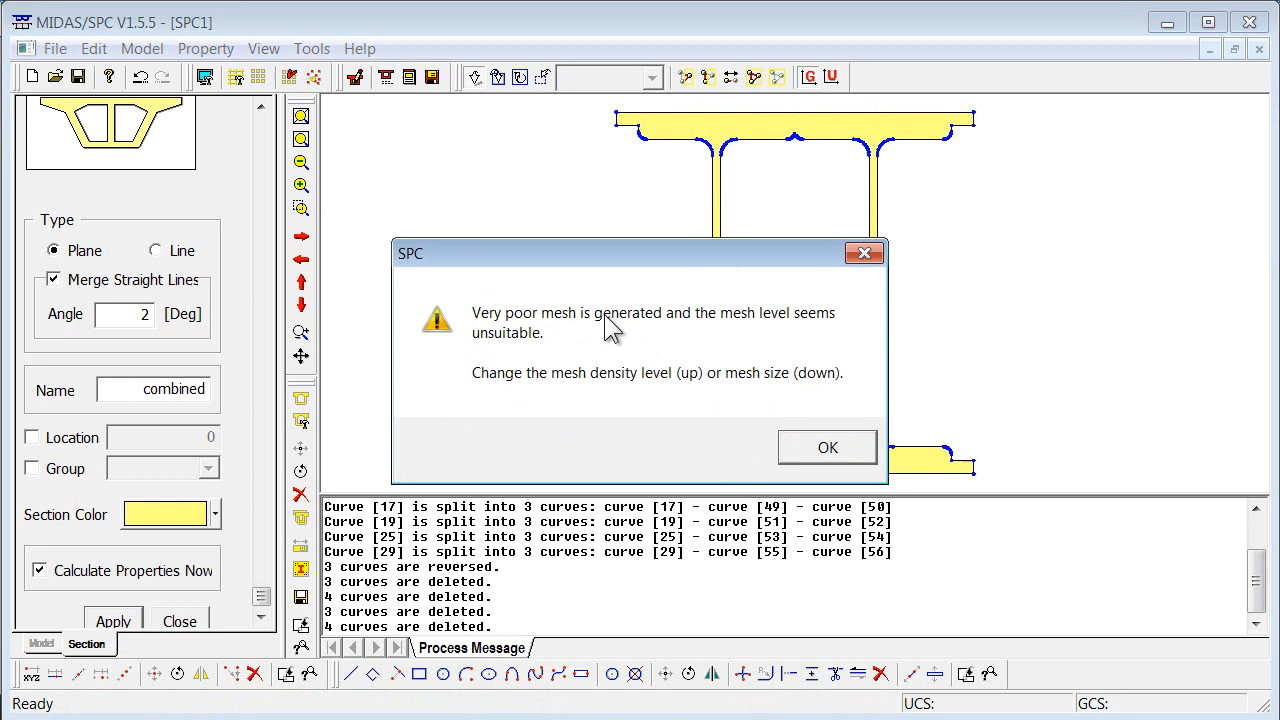 MIDAS/SPC V1.5.5 - [SPC1]
File Edit Model Property View Tools Help
G U
Type
Plane Line
Merge Straight Lines
Angle 2 [Deg]
Name combined
Location 0
Group
Section Color
Calculate Properties Now
Apply Close
Model Section
SPC
Very poor mesh is generated and the mesh level seems
unsuitable.
Change the mesh density level (up) or mesh size (down).
OK
Curve [17] is split into 3 curves: curve [17] - curve [49] - curve [50]
Curve [19] is split into 3 curves: curve [19] - curve [51] - curve [52]
Curve [25] is split into 3 curves: curve [25] - curve [53] - curve [54]
Curve [29] is split into 3 curves: curve [29] - curve [55] - curve [56]
3 curves are reversed.
3 curves are deleted.
4 curves are deleted.
3 curves are deleted.
4 curves are deleted.
Process Message
XYZ
Ready UCS: GCS: